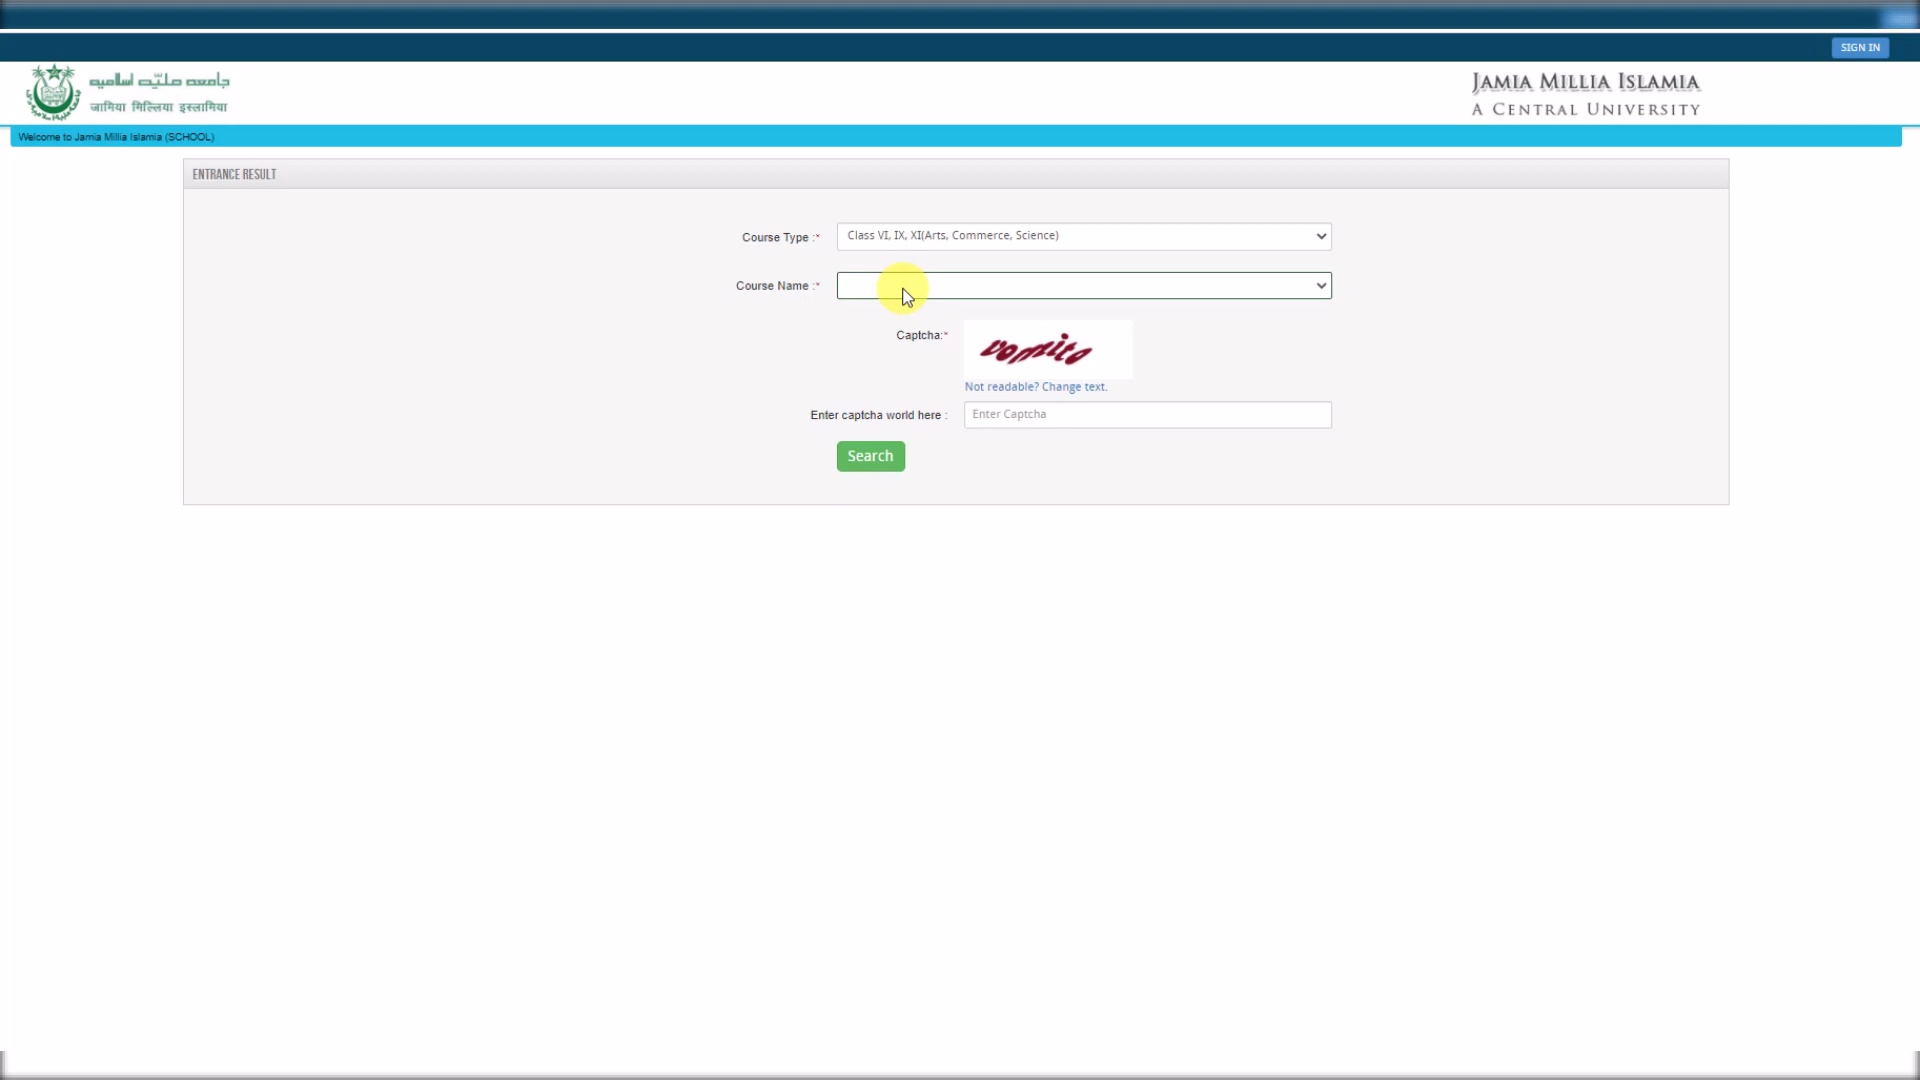 SIGN IN
جامعه ملیّہ اسلامیہ
जामिया मिल्लिया इस्लामिया
JAMIA MILLIA ISLAMIA
A CENTRAL UNIVERSITY
Welcome to Jamia Millia Islamia (SCHOOL)
ENTRANCE RESULT
Course Type :*
Class VI, IX, XI(Arts, Commerce, Science)
Course Name :*
Captcha:*
Not readable? Change text.
Enter captcha world here :
Enter Captcha
Search